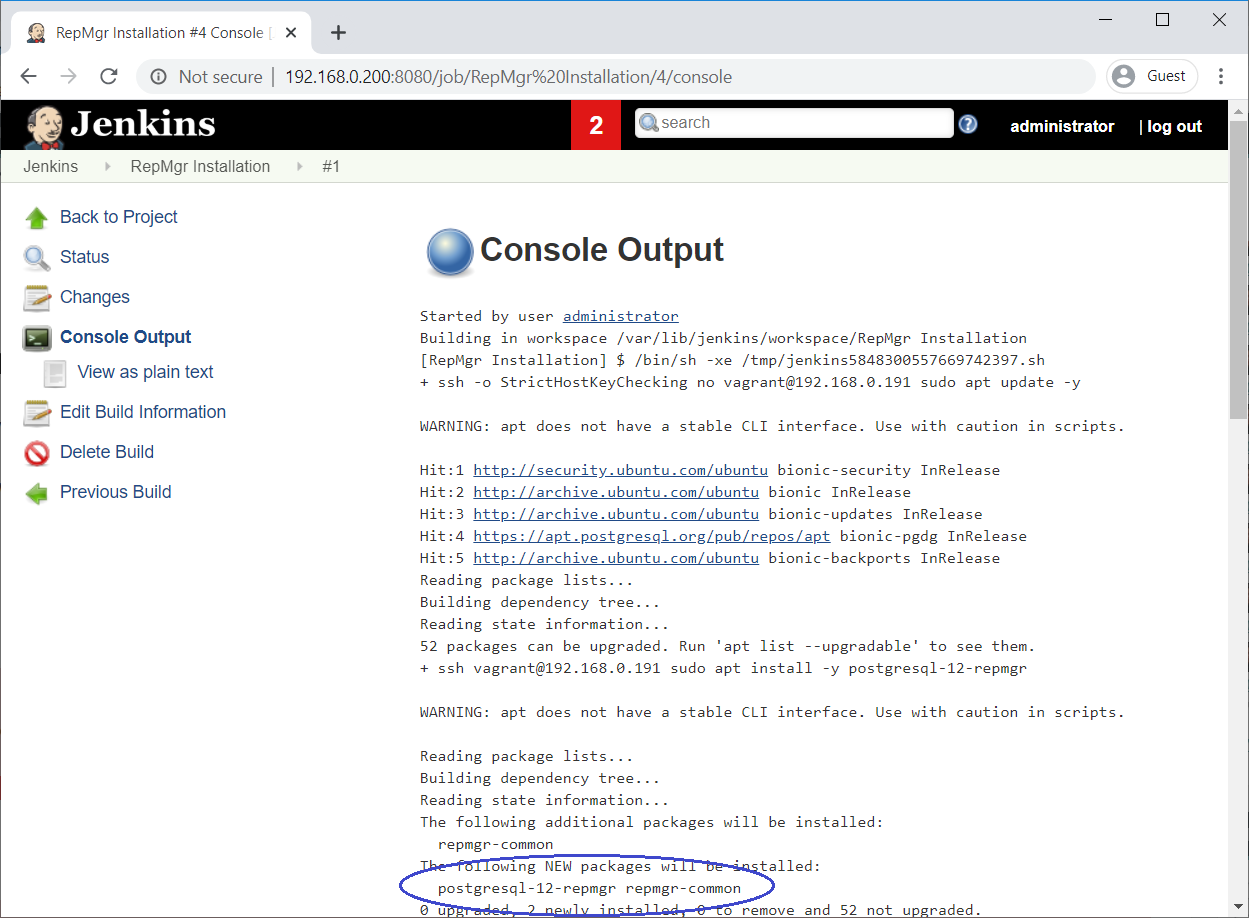 RepMgr Installation #4 Console [
Not secure | 192.168.0.200:8080/job/RepMgr%20Installation/4/console
Guest
Jenkins
2
search
administrator
| log out
Jenkins
RepMgr Installation
#1
Back to Project
Status
Changes
Console Output
View as plain text
Edit Build Information
Delete Build
Previous Build
Console Output
Started by user administrator
Building in workspace /var/lib/jenkins/workspace/RepMgr Installation
[RepMgr Installation] $ /bin/sh -xe /tmp/jenkins5848300557669742397.sh
+ ssh -o StrictHostKeyChecking no vagrant@192.168.0.191 sudo apt update -y
WARNING: apt does not have a stable CLI interface. Use with caution in scripts.
Hit:1 http://security.ubuntu.com/ubuntu bionic-security InRelease
Hit:2 http://archive.ubuntu.com/ubuntu bionic InRelease
Hit:3 http://archive.ubuntu.com/ubuntu bionic-updates InRelease
Hit:4 https://apt.postgresql.org/pub/repos/apt bionic-pgdg InRelease
Hit:5 http://archive.ubuntu.com/ubuntu bionic-backports InRelease
Reading package lists...
Building dependency tree...
Reading state information...
52 packages can be upgraded. Run 'apt list --upgradable' to see them.
+ ssh vagrant@192.168.0.191 sudo apt install -y postgresql-12-repmgr
WARNING: apt does not have a stable CLI interface. Use with caution in scripts.
Reading package lists...
Building dependency tree...
Reading state information...
The following additional packages will be installed:
repmgr-common
The following NEW packages will be installed:
postgresql-12-repmgr repmgr-common
0 upgraded, 2 newly installed, 0 to remove and 52 not upgraded.